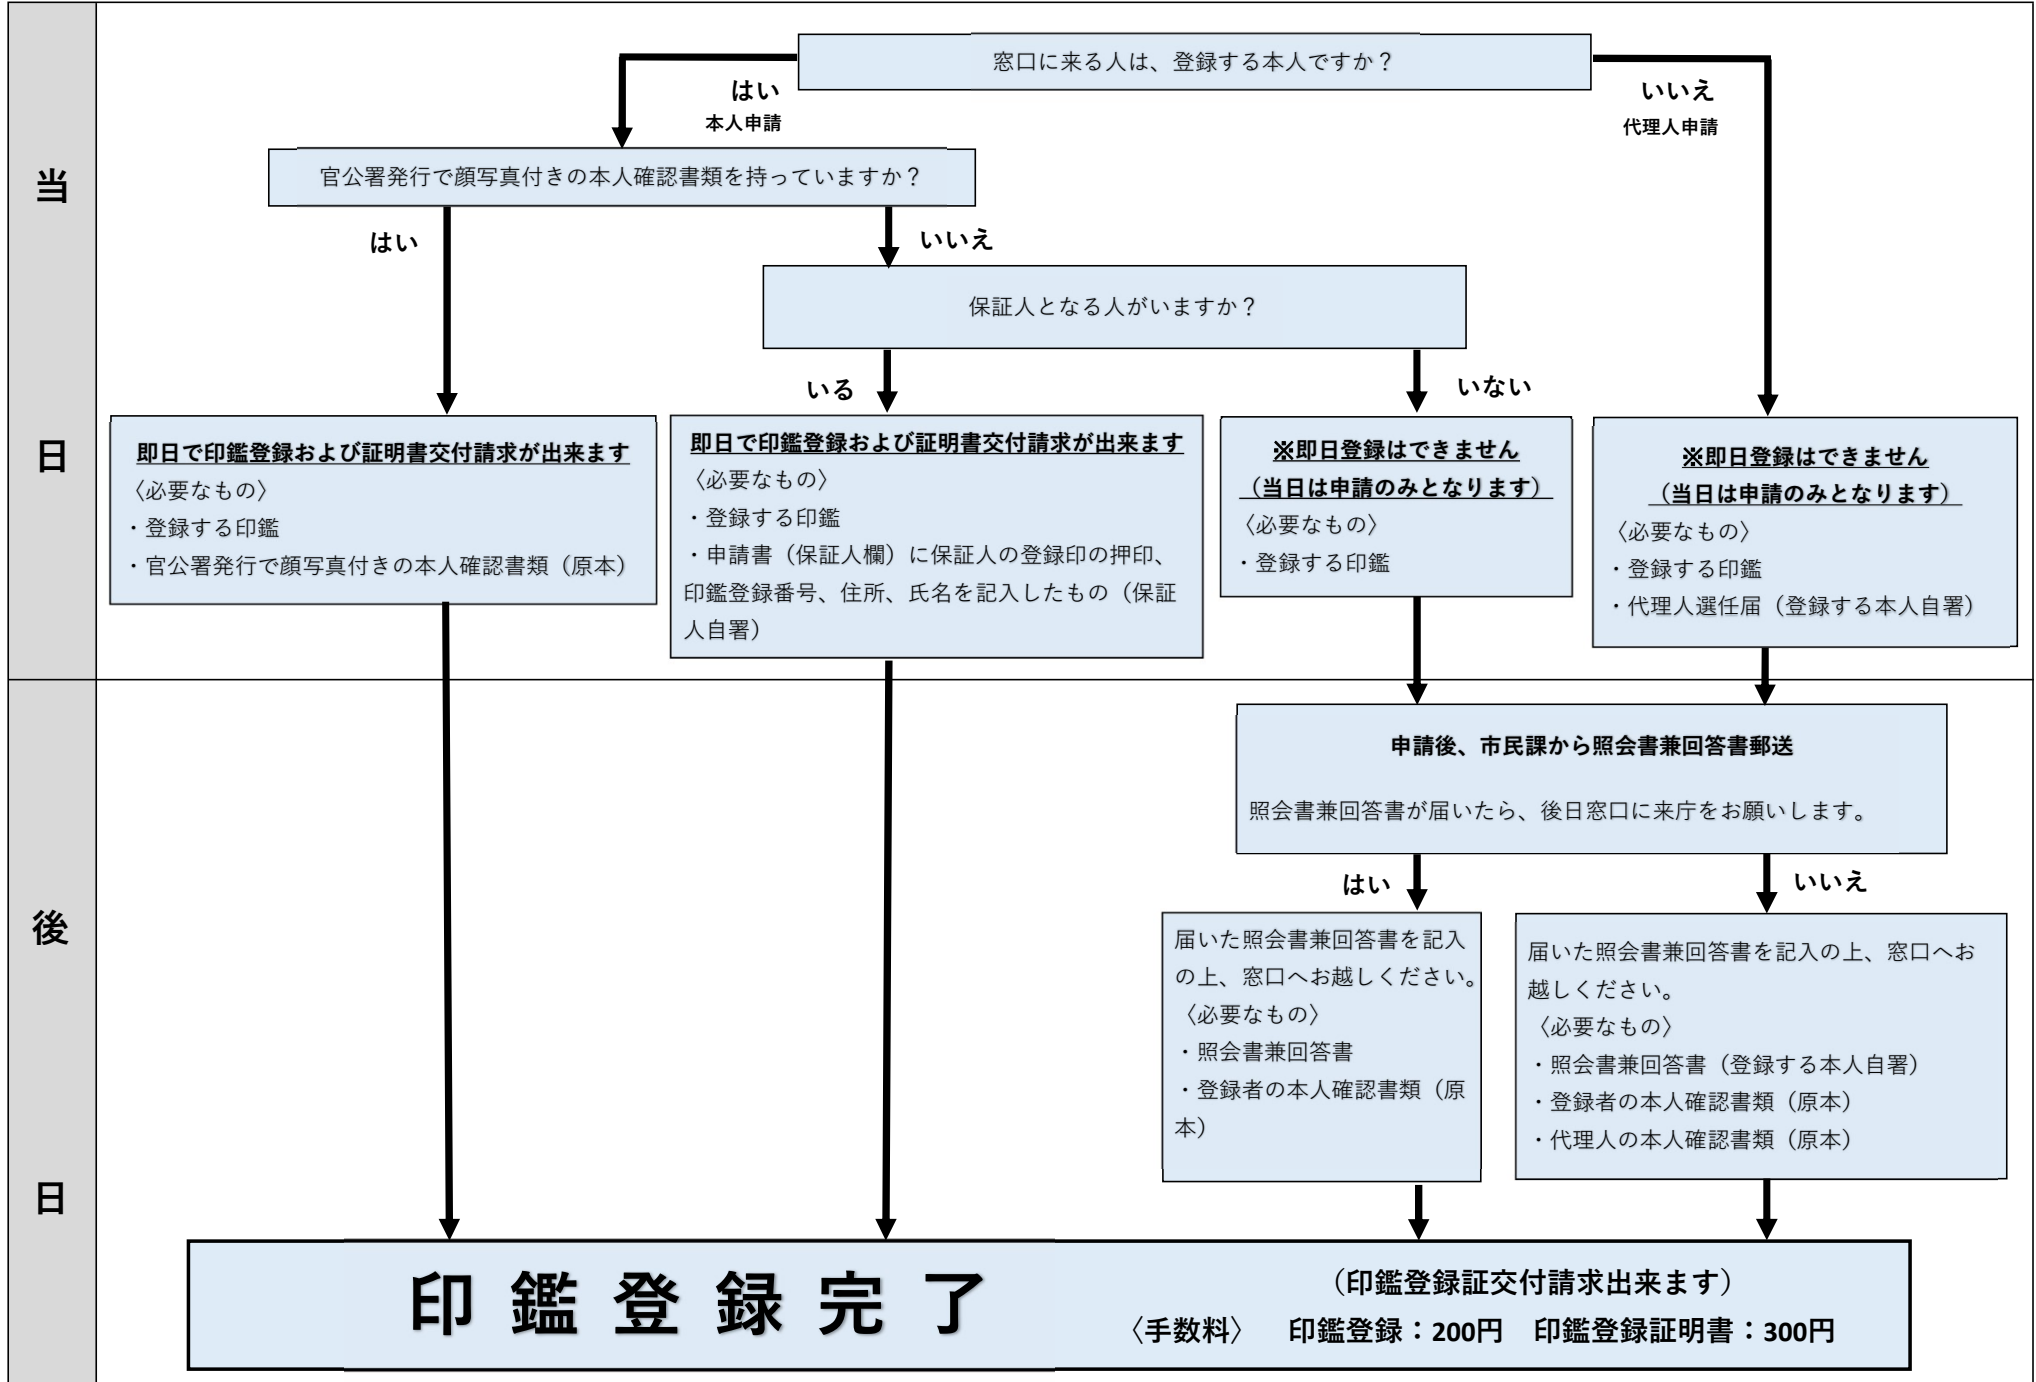 窓口に来る人は、登録する本人ですか？
はい
本人申請
いいえ
代理人申請
当
日
官公署発行で顔写真付きの本人確認書類を持っていますか？
はい
いいえ
保証人となる人がいますか？
いる
いない
即日で印鑑登録および証明書交付請求が出来ます
〈必要なもの〉
・登録する印鑑
・官公署発行で顔写真付きの本人確認書類（原本）
即日で印鑑登録および証明書交付請求が出来ます
〈必要なもの〉
・登録する印鑑
・申請書（保証人欄）に保証人の登録印の押印、
印鑑登録番号、住所、氏名を記入したもの（保証
人自署）
※即日登録はできません
（当日は申請のみとなります）
〈必要なもの〉
・登録する印鑑
※即日登録はできません
（当日は申請のみとなります）
〈必要なもの〉
・登録する印鑑
・代理人選任届（登録する本人自署）
後
日
申請後、市民課から照会書兼回答書郵送
照会書兼回答書が届いたら、後日窓口に来庁をお願いします。
はい
いいえ
届いた照会書兼回答書を記入
の上、窓口へお越しください。
〈必要なもの〉
・照会書兼回答書
・登録者の本人確認書類（原
本）
届いた照会書兼回答書を記入の上、窓口へお
越しください。
〈必要なもの〉
・照会書兼回答書（登録する本人自署）
・登録者の本人確認書類（原本）
・代理人の本人確認書類（原本）
印鑑登録完了
（印鑑登録証交付請求出来ます）
〈手数料〉　印鑑登録：200円　印鑑登録証明書：300円